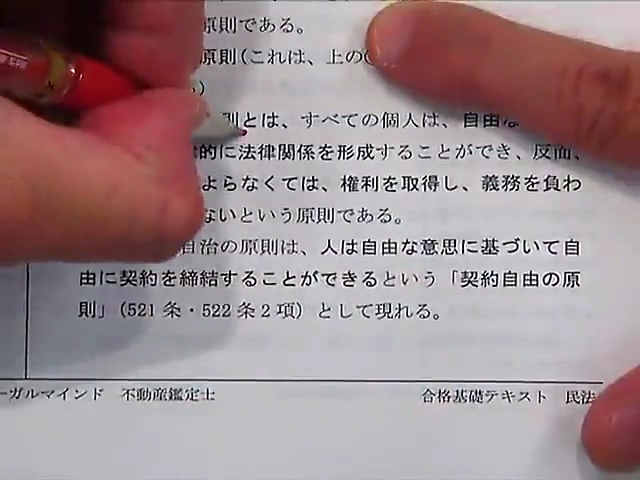 原則である。
原則(これは、上の
)
則とは、すべての個人は、自由な
的に法律関係を形成することができ、反面、
よらなくては、権利を取得し、義務を負わ
ないという原則である。
自治の原則は、人は自由な意思に基づいて自
由に契約を締結することができるという「契約自由の原
則」(521 条・522 条 2 項) として現れる。
ーガルマインド 不動産鑑定士
合格基礎テキスト 民法